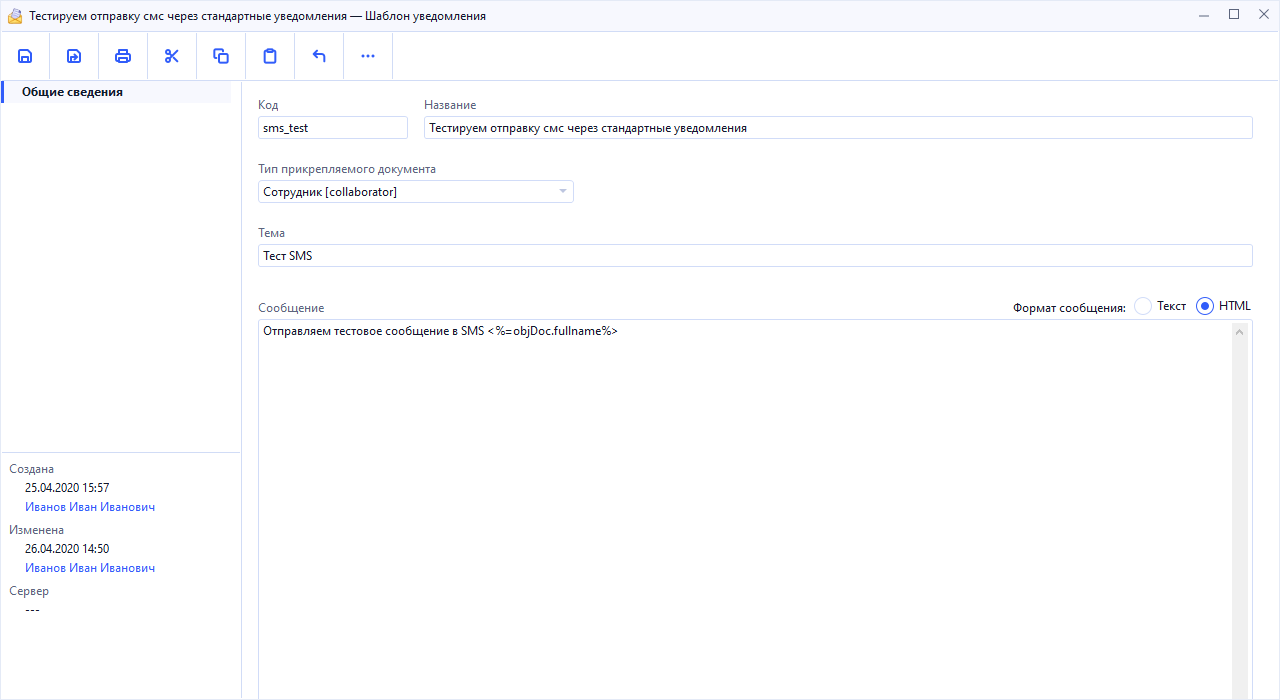 Тестируем отправку смс через стандартные уведомления — Шаблон уведомления
Общие сведения
Код
Название
sms_test
Тестируем отправку смс через стандартные уведомления
Тип прикрепляемого документа
Сотрудник [collaborator]
Тема
Тест SMS
Сообщение
Формат сообщения: Текст HTML
Отправляем тестовое сообщение в SMS <%=objDoc.fullname%>
Создана
25.04.2020 15:57
Иванов Иван Иванович
Изменена
26.04.2020 14:50
Иванов Иван Иванович
Сервер
---